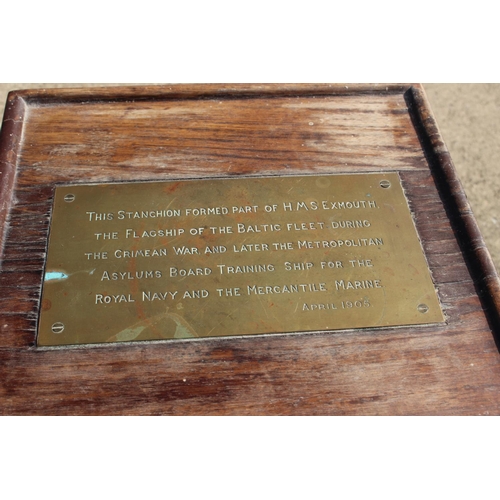 THIS STANCHION FORMED PART OF H.M.S EXMOUTH.
THE FLAGSHIP OF THE BALTIC FLEET DURING
THE CRIMEAN WAR AND LATER THE METROPOLITAN
ASYLUMS BOARD TRAINING SHIP FOR THE
ROYAL NAVY AND THE MERCANTILE MARINE
APRIL 1905.